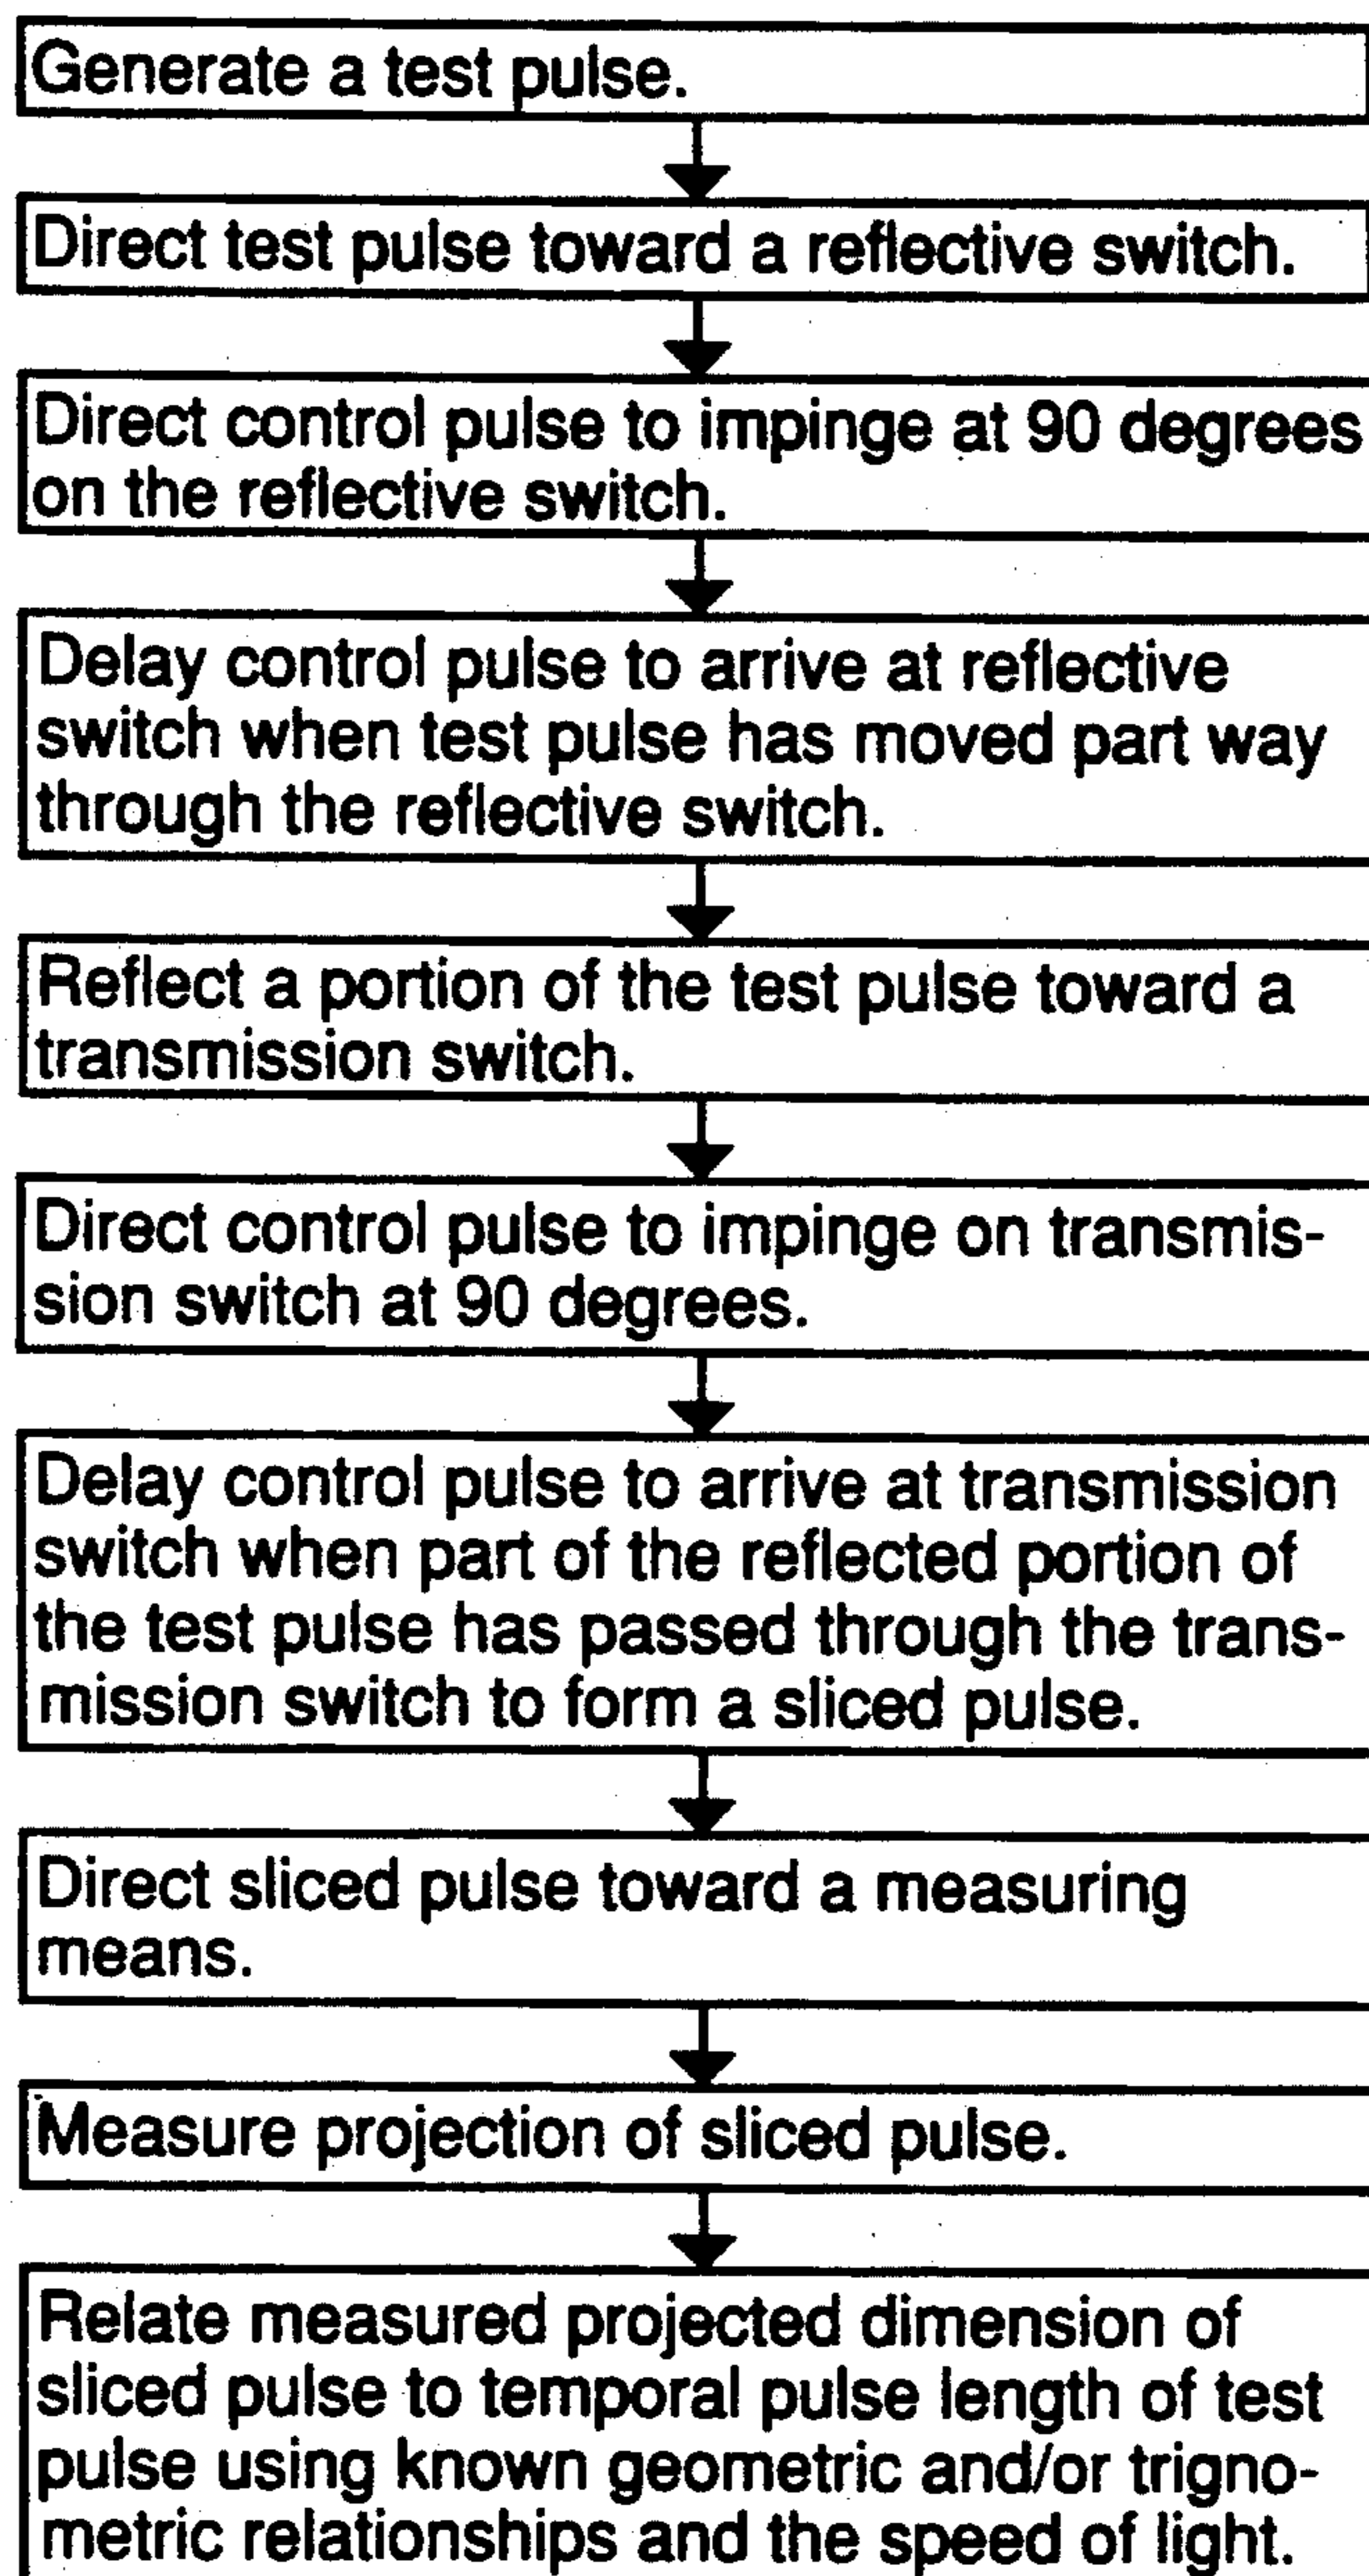 Generate a test pulse.
Direct test pulse toward a reflective switch.
Direct control pulse to impinge at 90 degrees
on the reflective switch.
Delay control pulse to arrive at reflective
switch when test pulse has moved part way
through the reflective switch.
Reflect a portion of the test pulse toward a
transmission switch.
Direct control pulse to impinge on transmis-
sion switch at 90 degrees.
Delay control pulse to arrive at transmission
switch when part of the reflected portion of
the test pulse has passed through the trans-
mission switch to form a sliced pulse.
Direct sliced pulse toward a measuring
means.
Measure projection of sliced pulse.
Relate measured projected dimension of
sliced pulse to temporal pulse length of test
pulse using known geometric and/or trigno-
metric relationships and the speed of light.